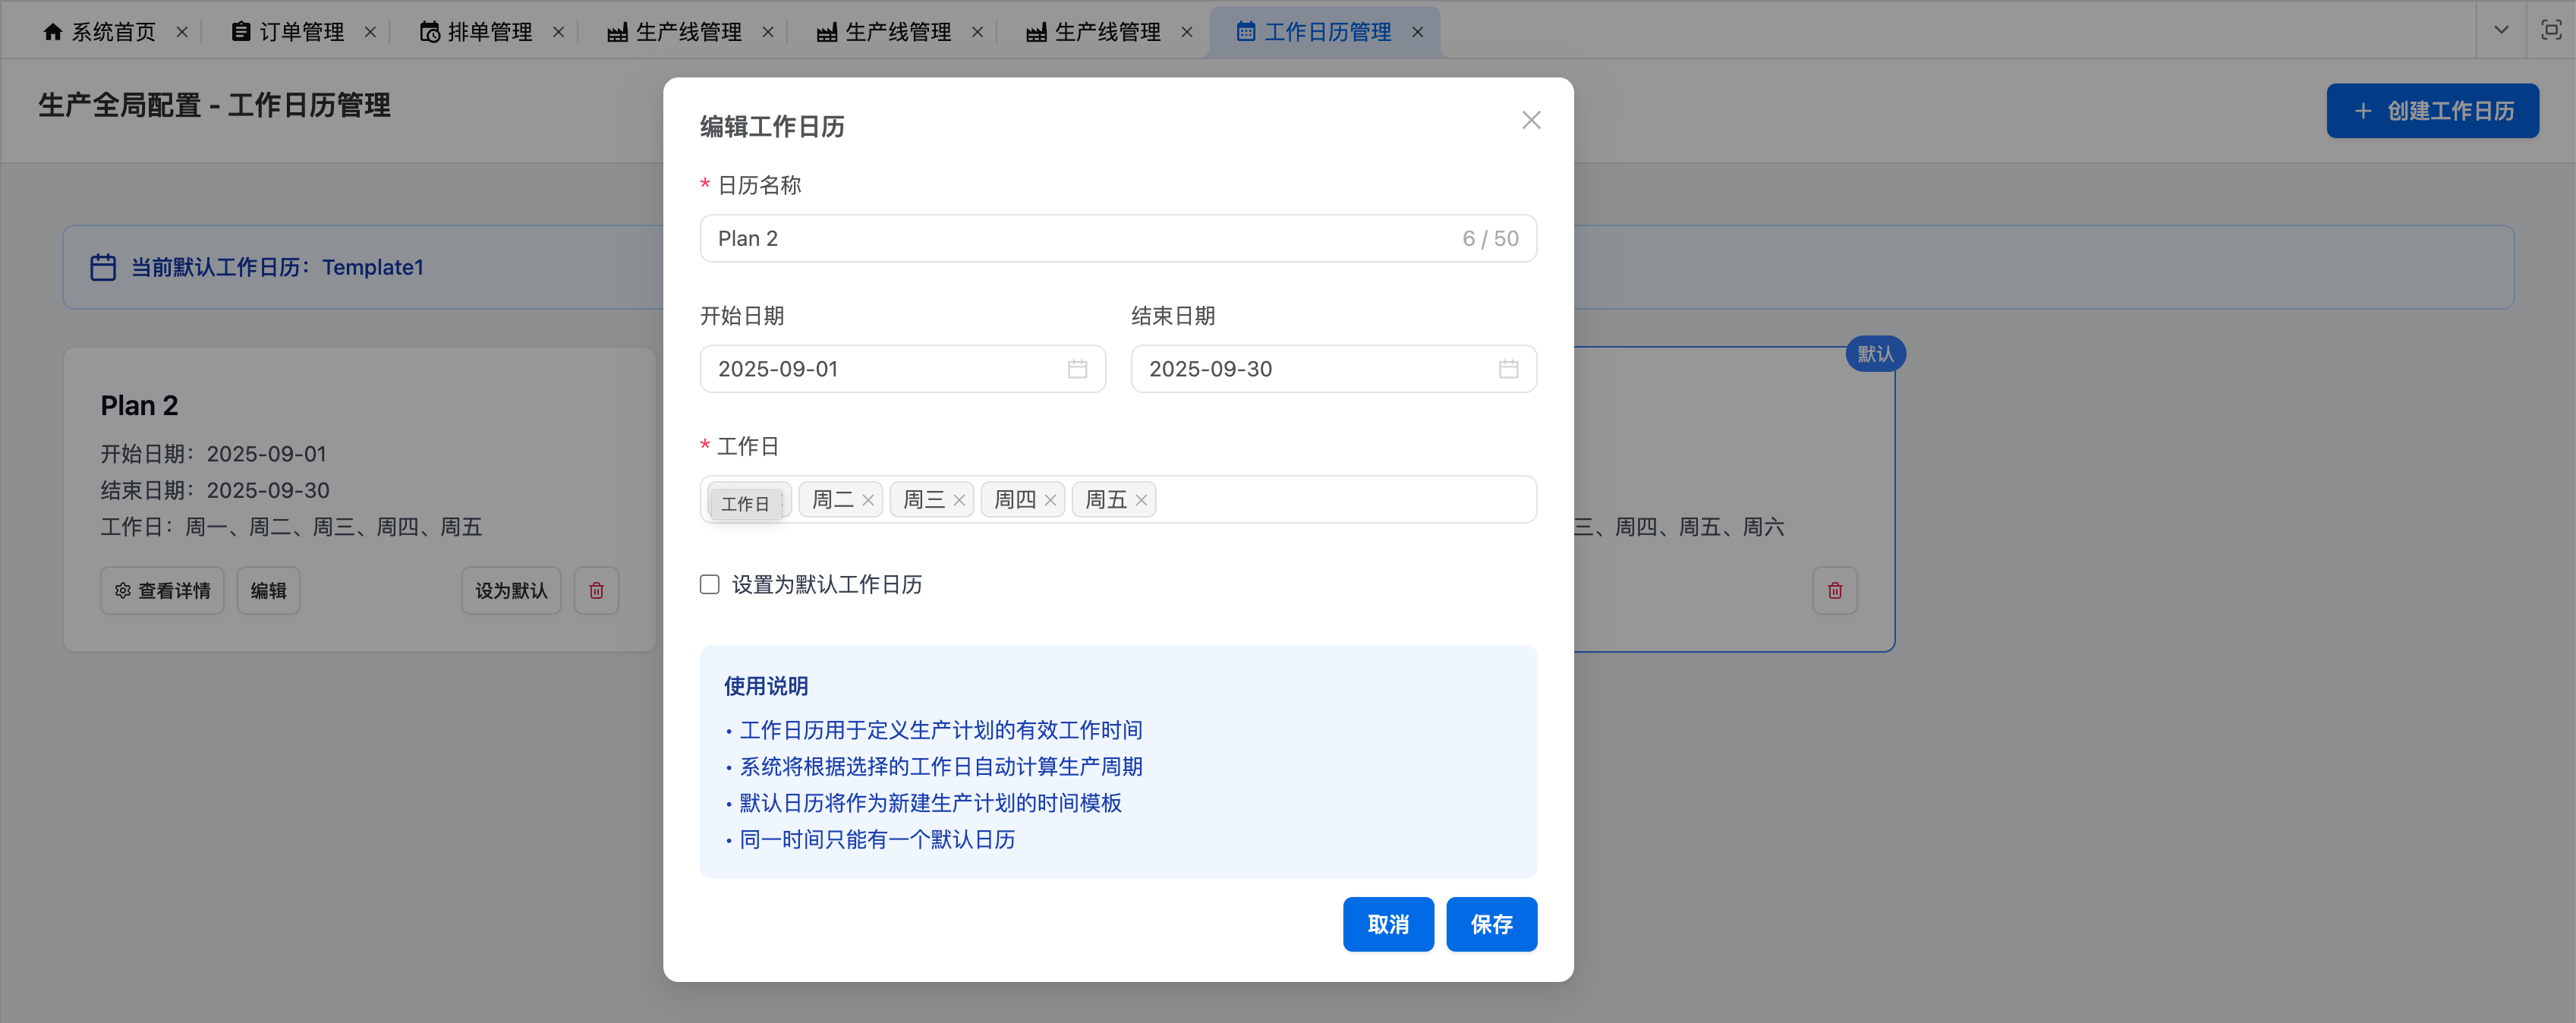 系统首页
订单管理
排单管理
生产线管理
生产线管理
生产线管理
工作日历管理
生产全局配置 - 工作日历管理
创建工作日历
当前默认工作日历：Template1
Plan 2
开始日期：2025-09-01
结束日期：2025-09-30
工作日：周一、周二、周三、周四、周五
查看详情
编辑
设为默认
默认
三、周四、周五、周六
编辑工作日历
* 日历名称
Plan 2
6 / 50
开始日期
结束日期
2025-09-01
2025-09-30
* 工作日
工作日
周二
周三
周四
周五
设置为默认工作日历
使用说明
• 工作日历用于定义生产计划的有效工作时间
• 系统将根据选择的工作日自动计算生产周期
• 默认日历将作为新建生产计划的时间模板
• 同一时间只能有一个默认日历
取消
保存